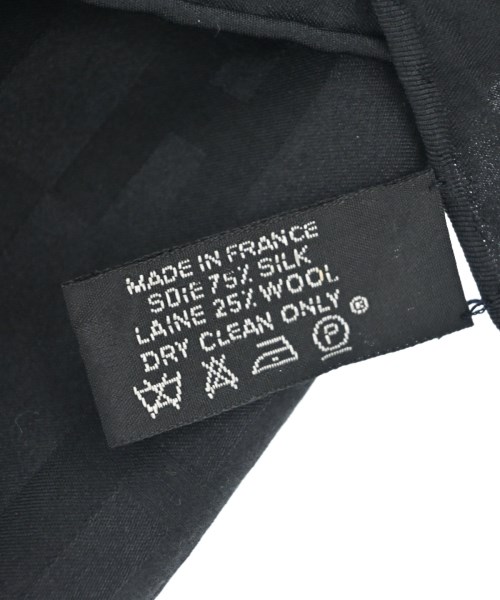 MADE IN FRANCE
SOIE 75% SILK
LAINE 25% WOOL
DRY CLEAN ONLY
P ®